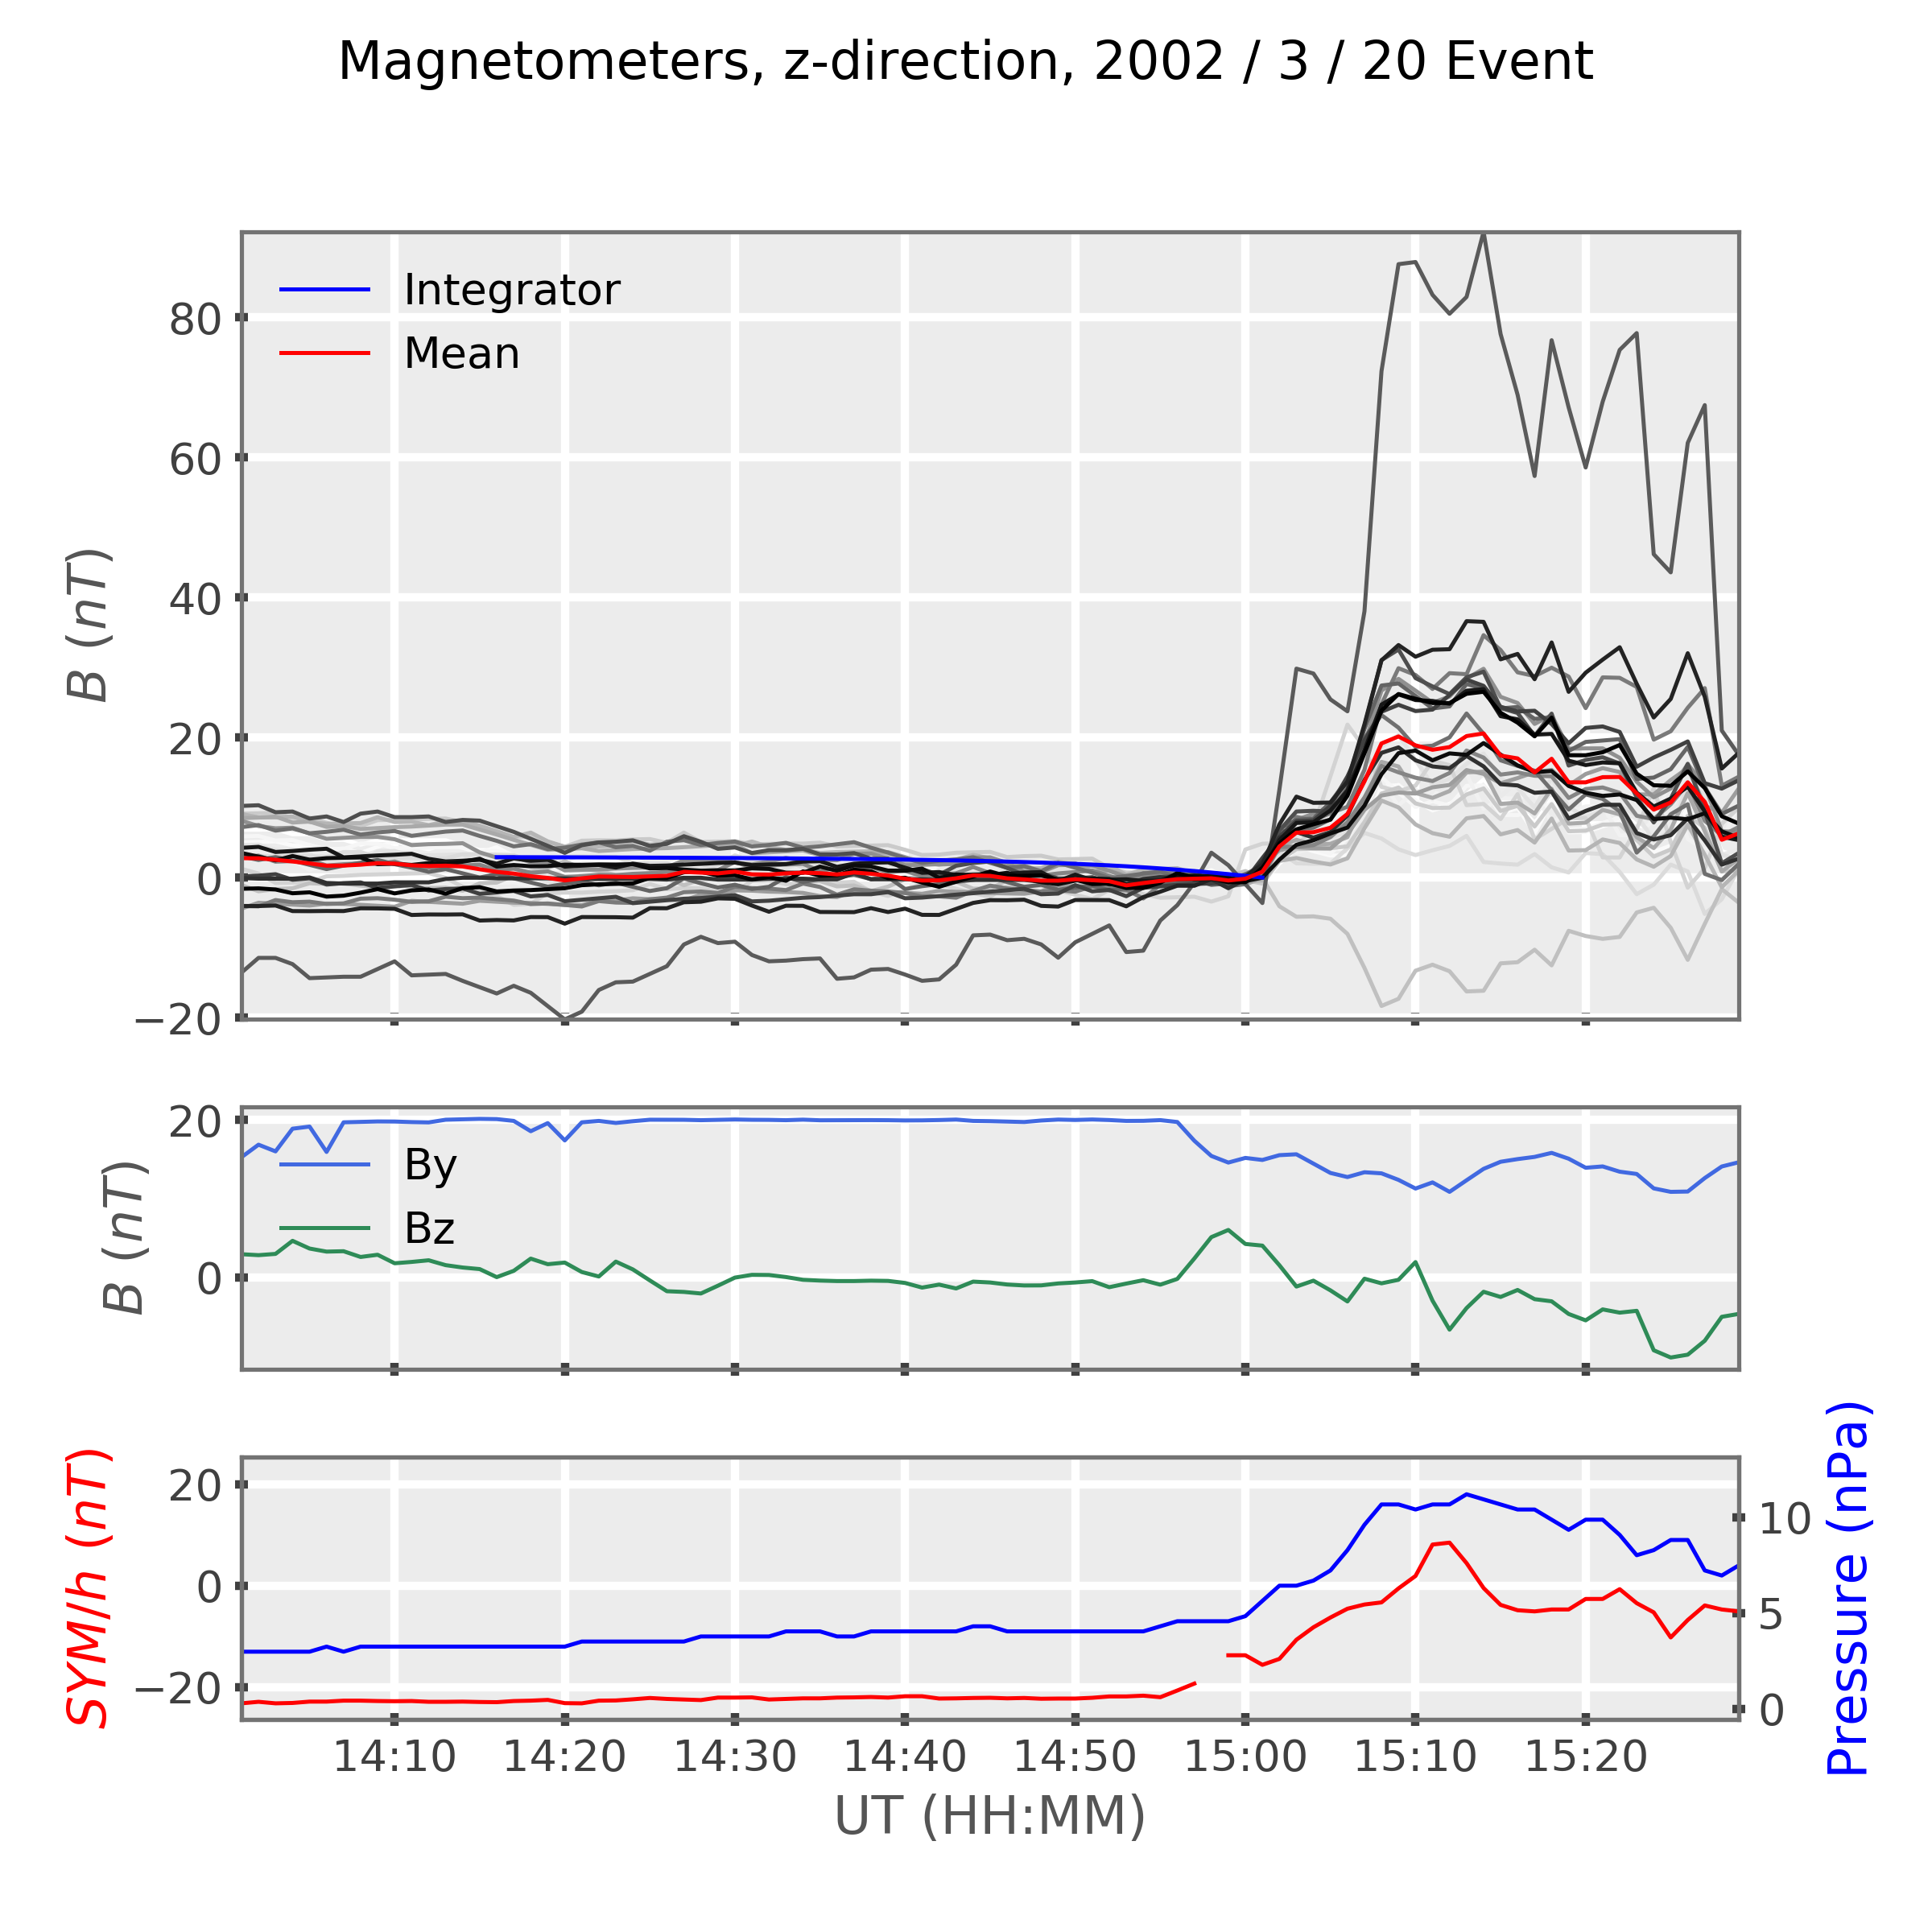 Magnetometers, z-direction, 2002 / 3 / 20 Event
Integrator
Mean
80
60
40
20
0
−20
B (nT)
By
Bz
20
0
B (nT)
20
0
−20
SYM/h (nT)
10
5
0
Pressure (nPa)
14:10 14:20 14:30 14:40 14:50 15:00 15:10 15:20
UT (HH:MM)